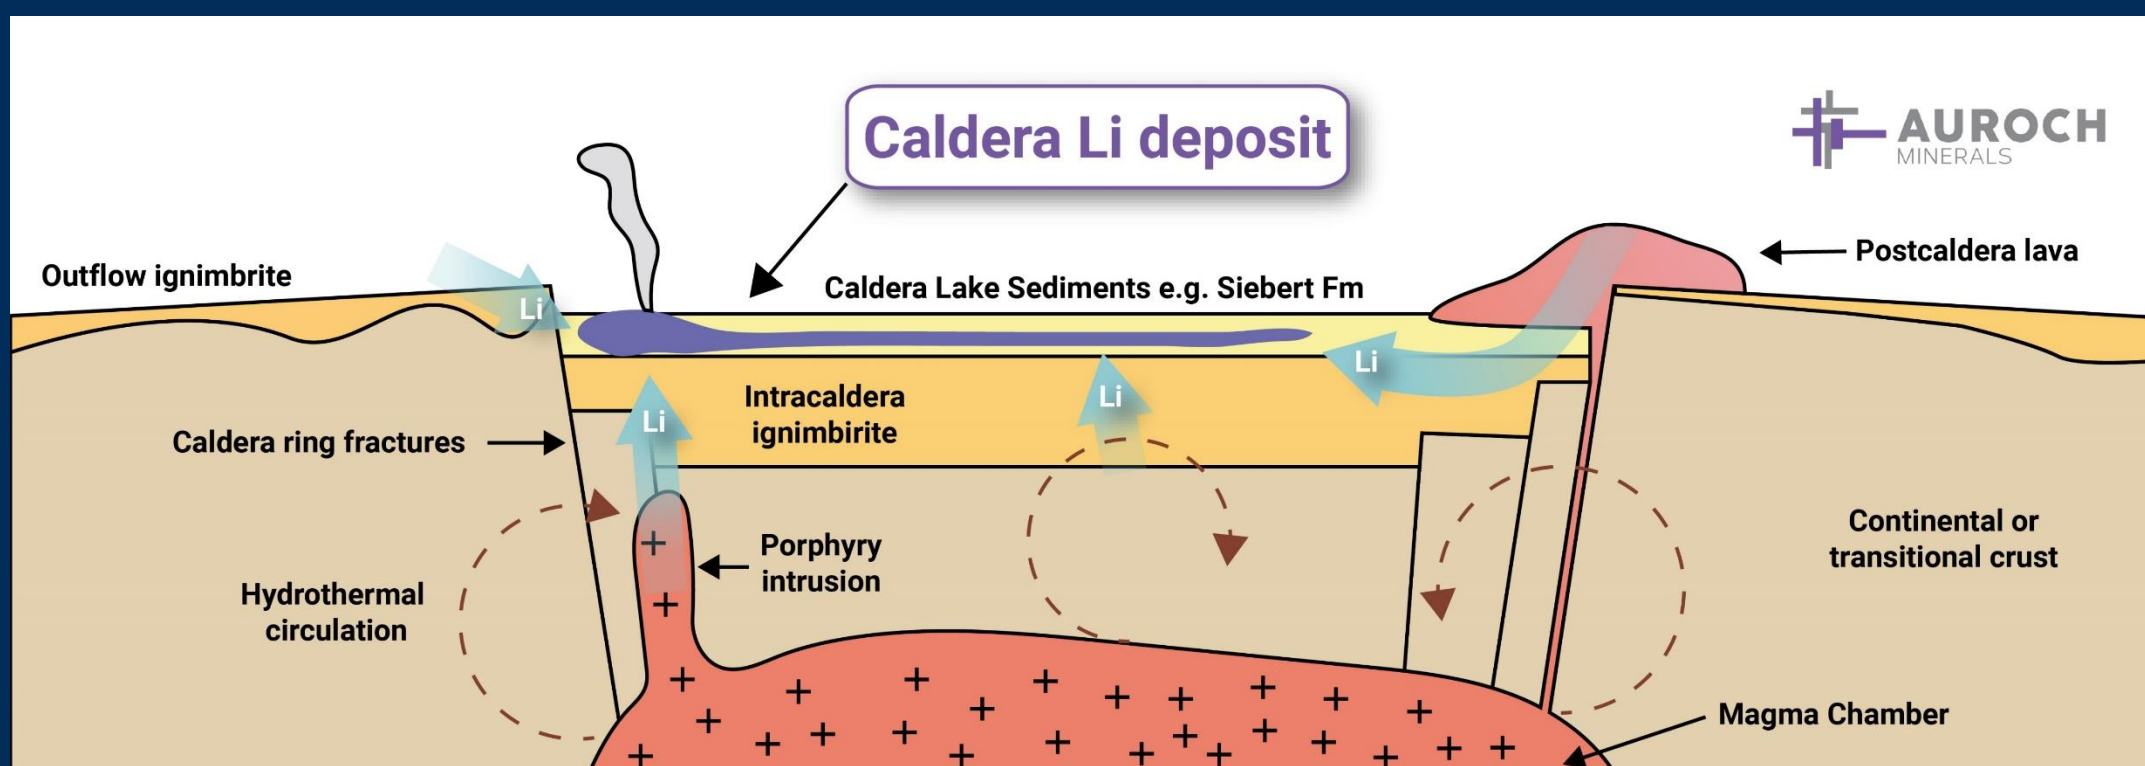 Caldera Li deposit
AUROCH
MINERALS
Outflow ignimbrite
Li
Caldera Lake Sediments e.g. Siebert Fm
Postcaldera lava
Li
Li
Li
Intracaldera
ignimbirite
Caldera ring fractures
Porphyry
intrusion
Hydrothermal
circulation
Continental or
transitional crust
Magma Chamber